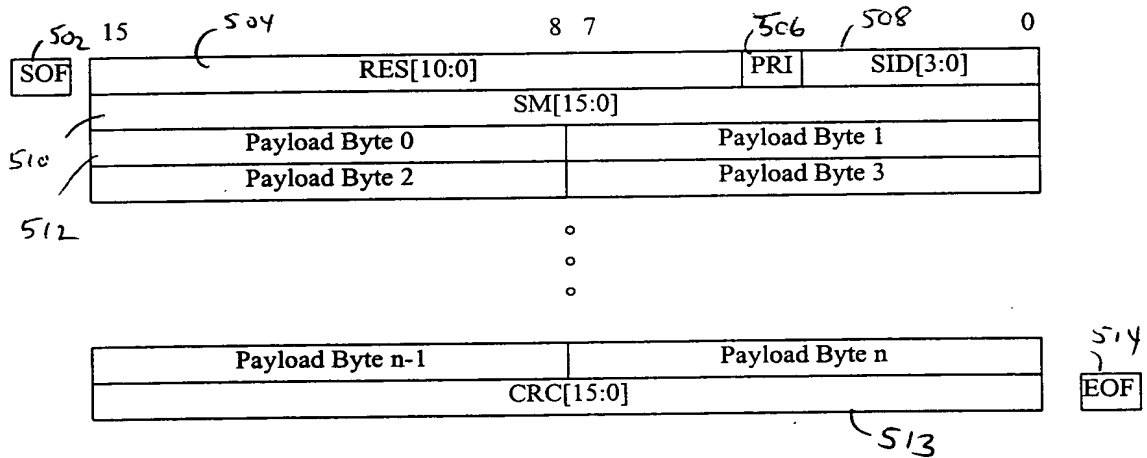 502 15 504 8 7 506 508 0
SOF RES[10:0] PRI SID[3:0]
SM[15:0]
510 Payload Byte 0 Payload Byte 1
512 Payload Byte 2 Payload Byte 3
Payload Byte n-1 Payload Byte n 514
CRC[15:0] EOF
513